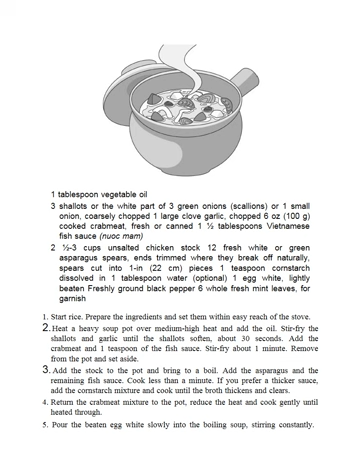 1 tablespoon vegetable oil
3 shallots or the white part of 3 green onions (scallions) or 1 small
onion, coarsely chopped 1 large clove garlic, chopped 6 oz (100 g)
cooked crabmeat, fresh or canned 1 ½ tablespoons Vietnamese
fish sauce (nuoc mam)
2 ½-3 cups unsalted chicken stock 12 fresh white or green
asparagus spears, ends trimmed where they break off naturally,
spears cut into 1-in (22 cm) pieces 1 teaspoon cornstarch
dissolved in 1 tablespoon water (optional) 1 egg white, lightly
beaten Freshly ground black pepper 6 whole fresh mint leaves, for
garnish
1. Start rice. Prepare the ingredients and set them within easy reach of the stove.
2. Heat a heavy soup pot over medium-high heat and add the oil. Stir-fry the
shallots and garlic until the shallots soften, about 30 seconds. Add the
crabmeat and 1 teaspoon of the fish sauce. Stir-fry about 1 minute. Remove
from the pot and set aside.
3. Add the stock to the pot and bring to a boil. Add the asparagus and the
remaining fish sauce. Cook less than a minute. If you prefer a thicker sauce,
add the cornstarch mixture and cook until the broth thickens and clears.
4. Return the crabmeat mixture to the pot, reduce the heat and cook gently until
heated through.
5. Pour the beaten egg white slowly into the boiling soup, stirring constantly.